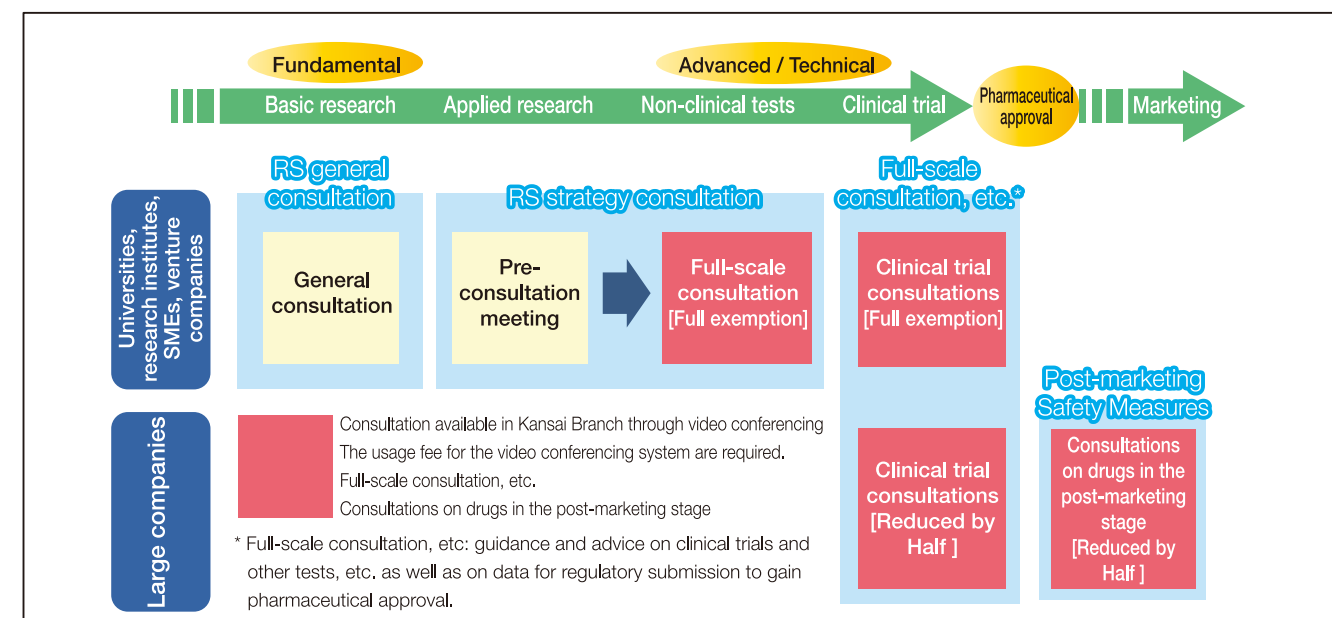 Fundamental
Advanced / Technical
Basic research
Applied research
Non-clinical tests
Clinical trial
Pharmaceutical
approval
Marketing
RS general
consultation
RS strategy consultation
Full-scale
consultation, etc.*
Universities,
research institutes,
SMEs, venture
companies
General
consultation
Pre-
consultation
meeting
Full-scale
consultation
[Full exemption]
Clinical trial
consultations
[Full exemption]
Post-marketing
Safety Measures
Large companies
Consultation available in Kansai Branch through video conferencing
The usage fee for the video conferencing system are required.
Full-scale consultation, etc.
Consultations on drugs in the post-marketing stage
* Full-scale consultation, etc: guidance and advice on clinical trials and
other tests, etc. as well as on data for regulatory submission to gain
pharmaceutical approval.
Clinical trial
consultations
[Reduced by
Half ]
Consultations
on drugs in the
post-marketing
stage
[Reduced by
Half ]